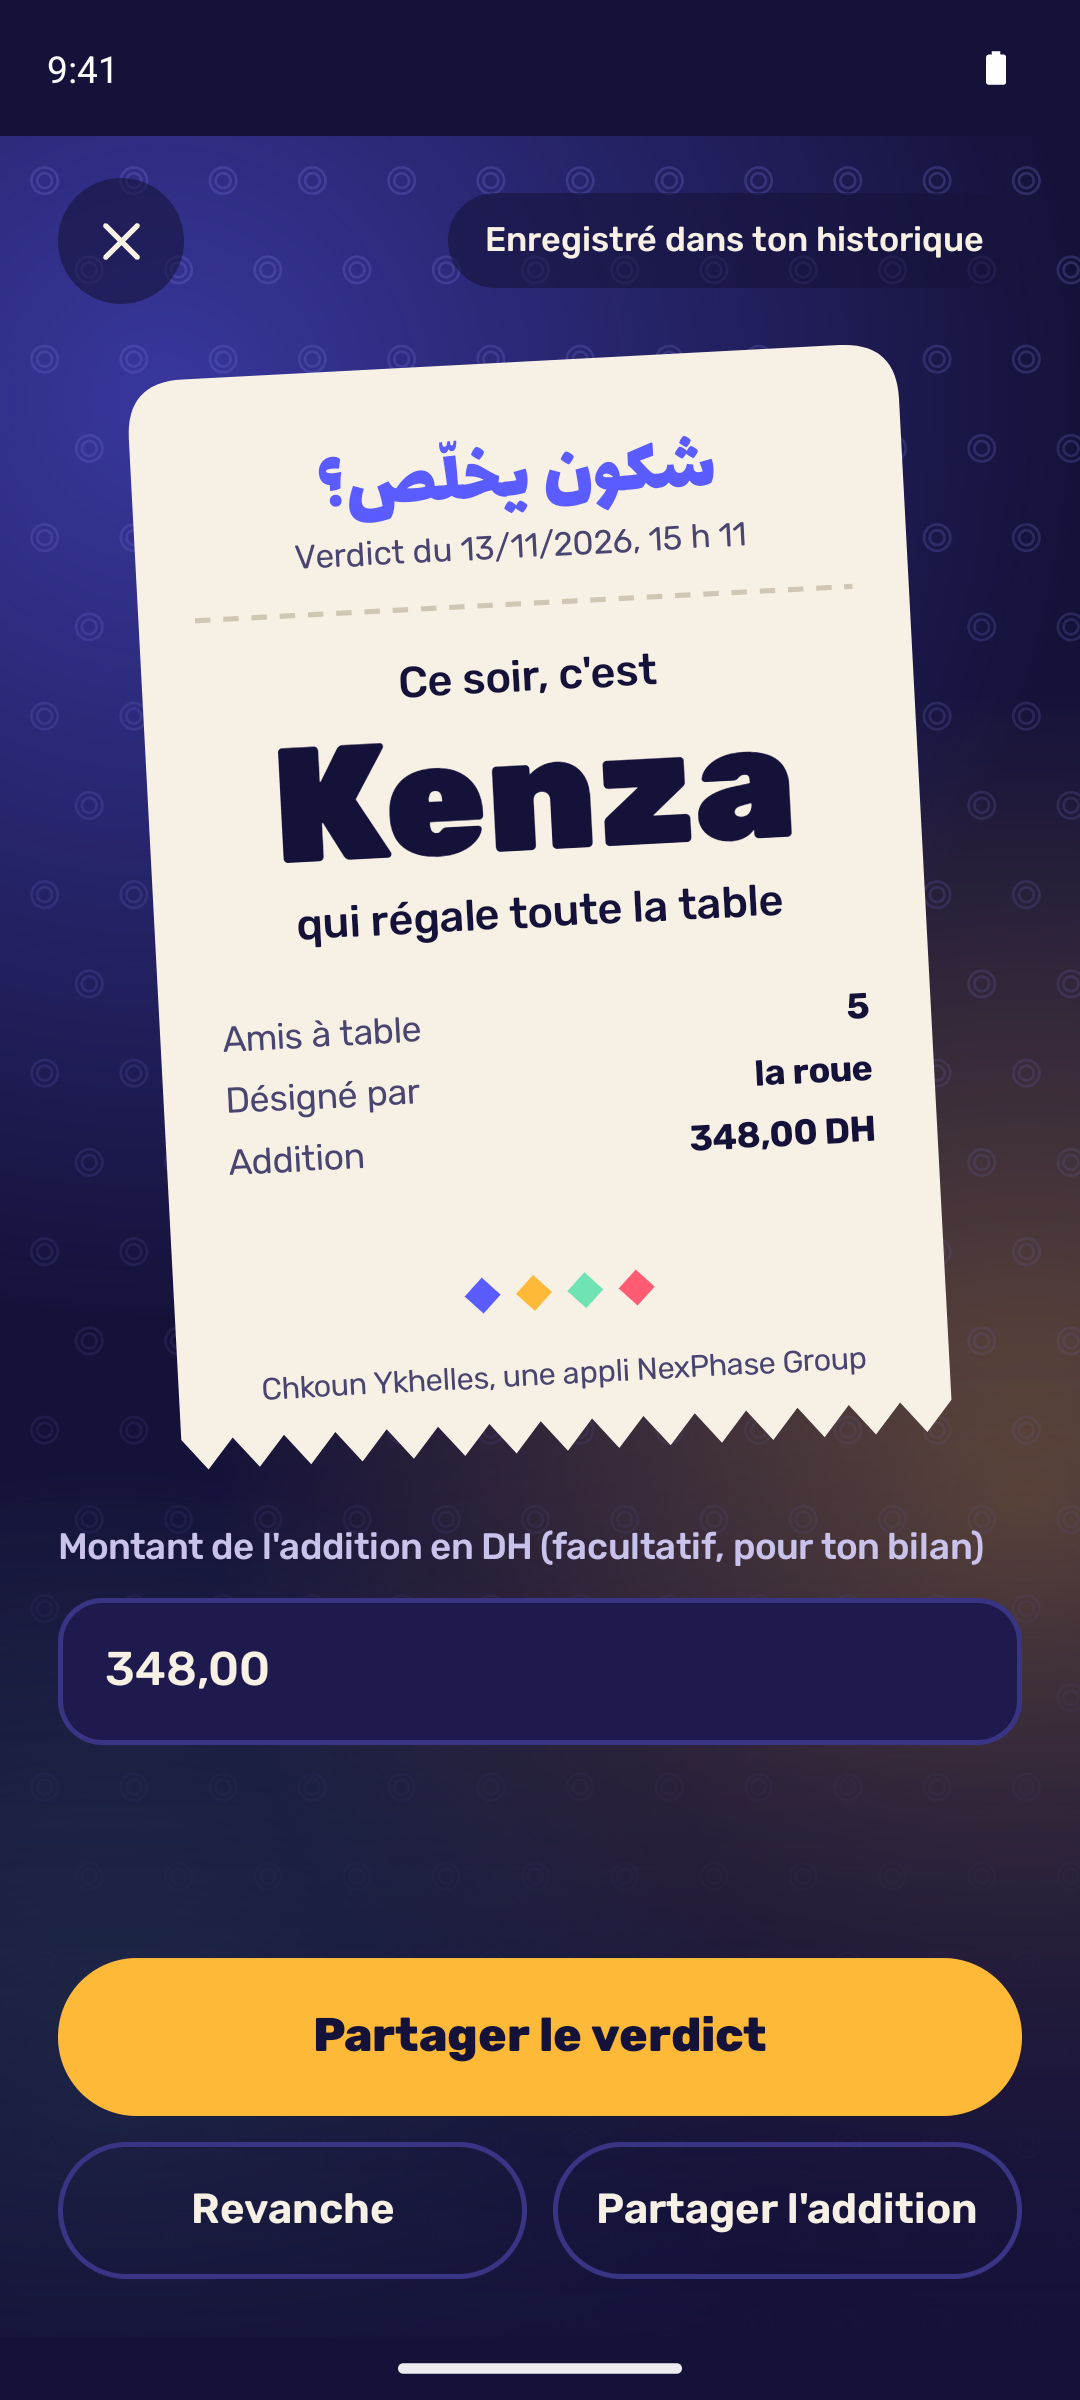 9:41
Enregistré dans ton historique
شكون يخلّص؟
Verdict du 13/11/2026, 15 h 11
Ce soir, c'est
Kenza
qui régale toute la table
Amis à table 5
Désigné par la roue
Addition 348,00 DH
Chkoun Ykhelles, une appli NexPhase Group
Montant de l'addition en DH (facultatif, pour ton bilan)
348,00
Partager le verdict
Revanche
Partager l'addition